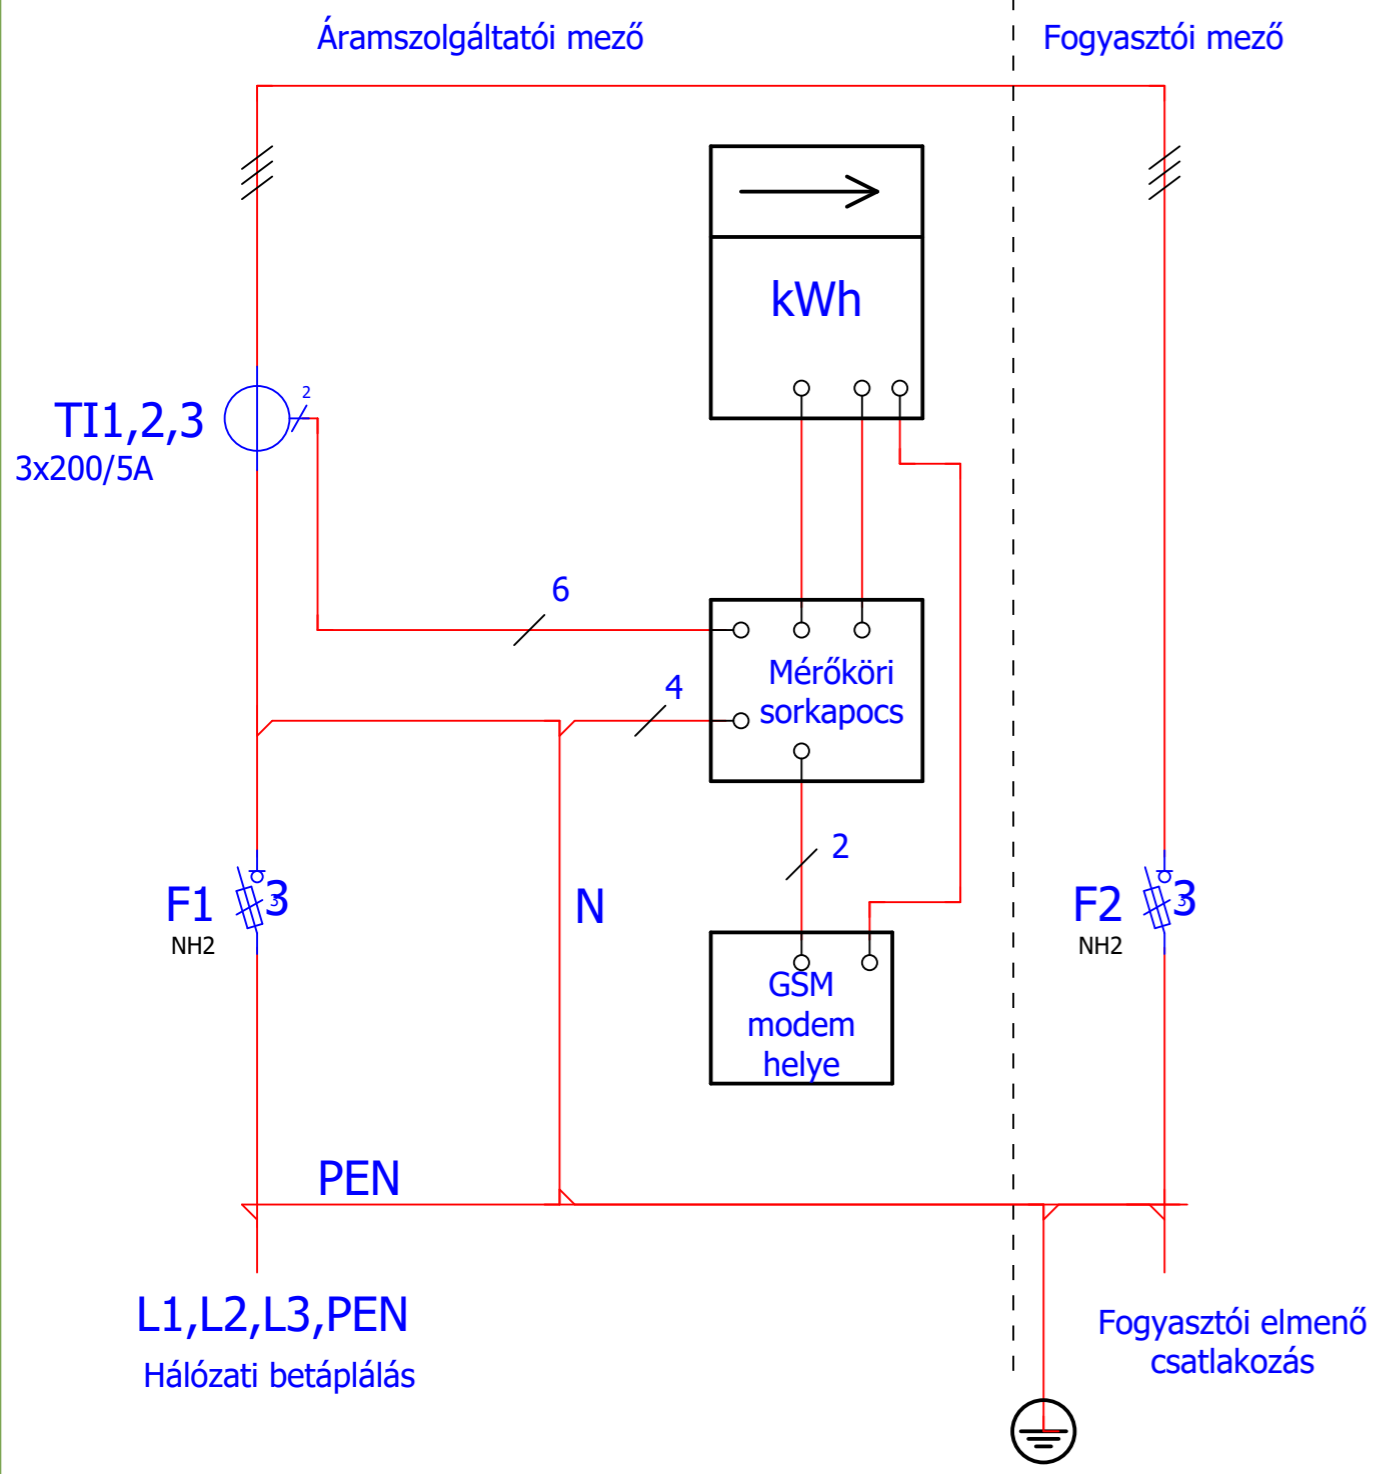 Áramszolgáltatói mező
Fogyasztói mező
kWh
2
TI1,2,3
3x200/5A
6
Mérőköri
sorkapocs
4
2
F1
3
3
NH2
N
F2
3
3
NH2
GSM
modem
helye
PEN
L1,L2,L3,PEN
Hálózati betáplálás
Fogyasztói elmenő
csatlakozás